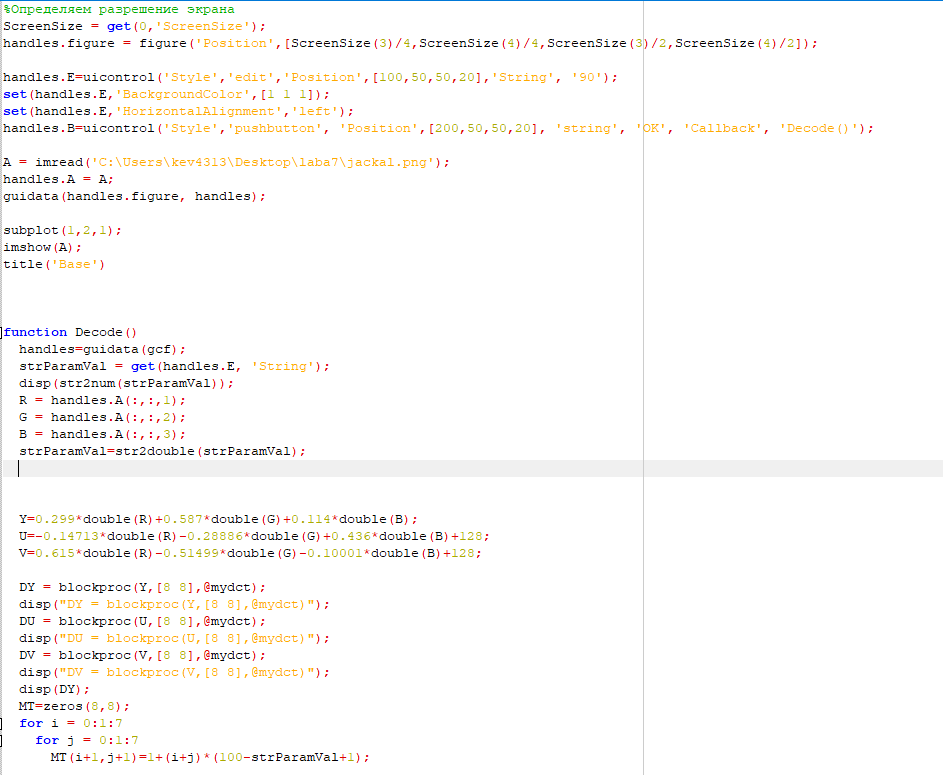 %Определяем разрешение экрана
ScreenSize = get(0,'ScreenSize');
handles.figure = figure('Position',[ScreenSize(3)/4,ScreenSize(4)/4,ScreenSize(3)/2,ScreenSize(4)/2]);
handles.E=uicontrol('Style','edit','Position',[100,50,50,20],'String', '90');
set(handles.E,'BackgroundColor',[1 1 1]);
set(handles.E,'HorizontalAlignment','left');
handles.B=uicontrol('Style','pushbutton', 'Position',[200,50,50,20], 'string', 'OK', 'Callback', 'Decode()');
A = imread('C:\Users\kev4313\Desktop\laba7\jackal.png');
handles.A = A;
guidata(handles.figure, handles);
subplot(1,2,1);
imshow(A);
title('Base')
function Decode()
handles=guidata(gcf);
strParamVal = get(handles.E, 'String');
disp(str2num(strParamVal));
R = handles.A(:,:,1);
G = handles.A(:,:,2);
B = handles.A(:,:,3);
strParamVal=str2double(strParamVal);
Y=0.299*double(R)+0.587*double(G)+0.114*double(B);
U=-0.14713*double(R)-0.28886*double(G)+0.436*double(B)+128;
V=0.615*double(R)-0.51499*double(G)-0.10001*double(B)+128;
DY = blockproc(Y,[8 8],@mydct);
disp("DY = blockproc(Y,[8 8],@mydct)");
DU = blockproc(U,[8 8],@mydct);
disp("DU = blockproc(U,[8 8],@mydct)");
DV = blockproc(V,[8 8],@mydct);
disp("DV = blockproc(V,[8 8],@mydct)");
disp(DY);
MT=zeros(8,8);
for i = 0:1:7
for j = 0:1:7
MT(i+1,j+1)=1+(i+j)*(100-strParamVal+1);